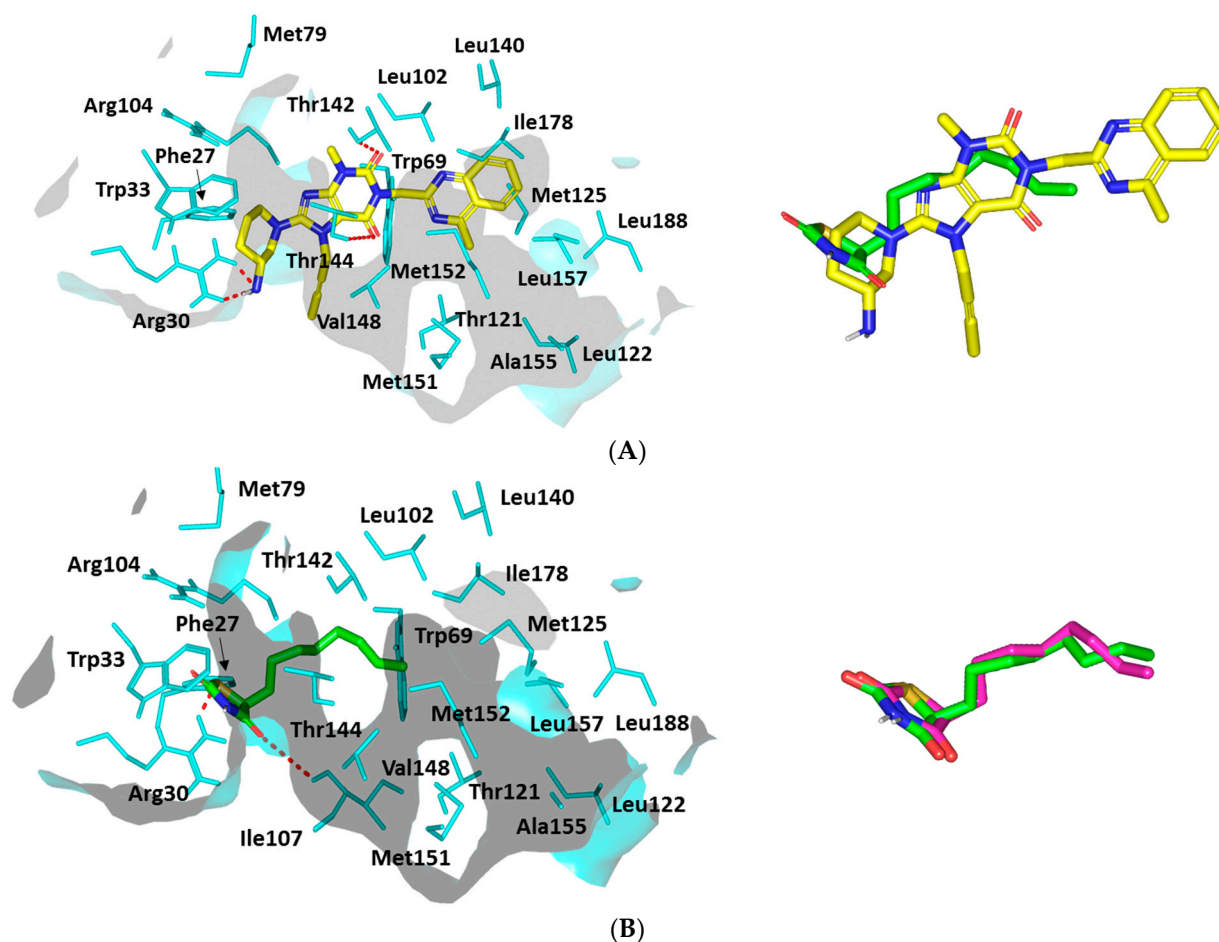 Met79
Leu140
Leu102
Arg104
Thr142
Ile178
Phe27
Trp69
Trp33
Met125
Leu188
Thr144
Met152
Leu157
Arg30
Val148
Thr121
Ala155
Leu122
Met151
(A)
Met79
Leu140
Leu102
Arg104
Thr142
Ile178
Phe27
Trp69
Met125
Trp33
Thr144
Met152
Leu157
Leu188
Arg30
Val148
Thr121
Leu122
Ala155
Ile107
Met151
(B)